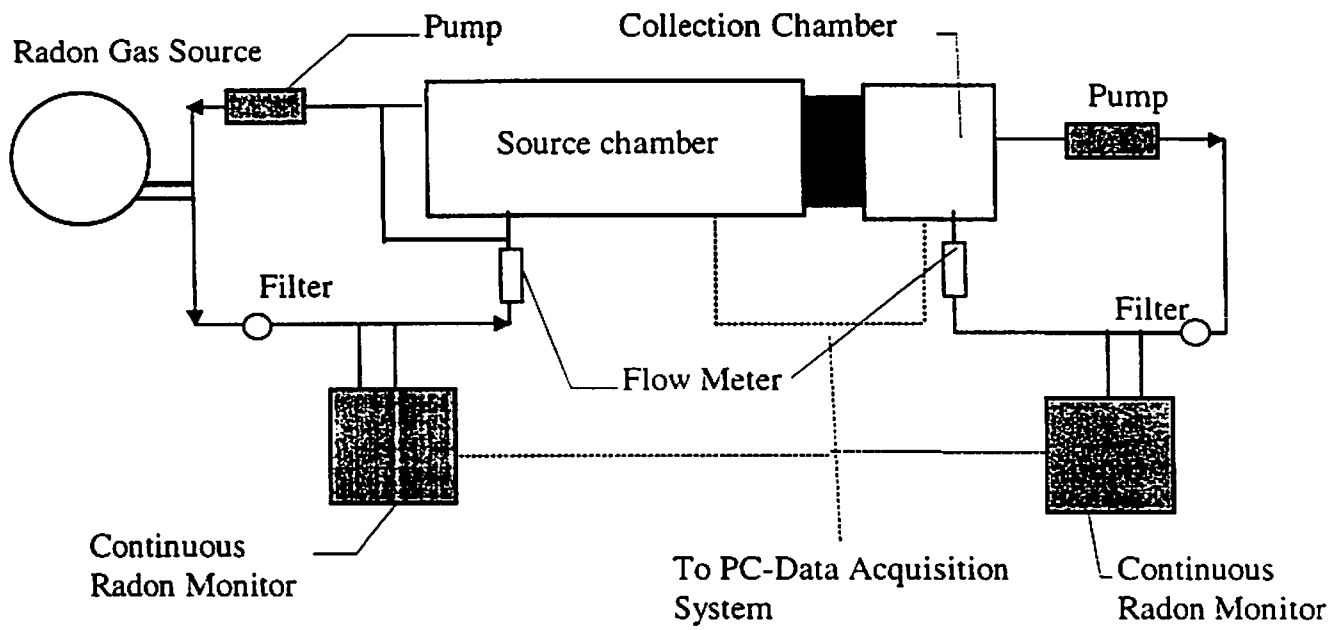 Radon Gas Source
Pump
Collection Chamber
Pump
Source chamber
Filter
Filter
Flow Meter
Continuous
Radon Monitor
To PC-Data Acquisition
System
Continuous
Radon Monitor